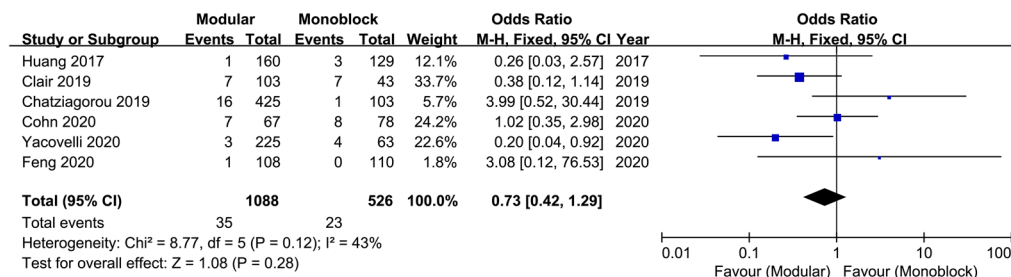 Modular Monoblock Odds Ratio Odds Ratio
Study or Subgroup Events Total Events Total Weight M-H, Fixed, 95% CI Year M-H, Fixed, 95% CI
Huang 2017 1 160 3 129 12.1% 0.26 [0.03, 2.57] 2017
Clair 2019 7 103 7 43 33.7% 0.38 [0.12, 1.14] 2019
Chatziagorou 2019 16 425 1 103 5.7% 3.99 [0.52, 30.44] 2019
Cohn 2020 7 67 8 78 24.2% 1.02 [0.35, 2.98] 2020
Yacovelli 2020 3 225 4 63 22.6% 0.20 [0.04, 0.92] 2020
Feng 2020 1 108 0 110 1.8% 3.08 [0.12, 76.53] 2020
Total (95% CI) 1088 526 100.0% 0.73 [0.42, 1.29]
Total events 35 23
Heterogeneity: Chi² = 8.77, df = 5 (P = 0.12); I² = 43%
Test for overall effect: Z = 1.08 (P = 0.28)
0.01 0.1 1 10 100
Favour (Modular) Favour (Monoblock)